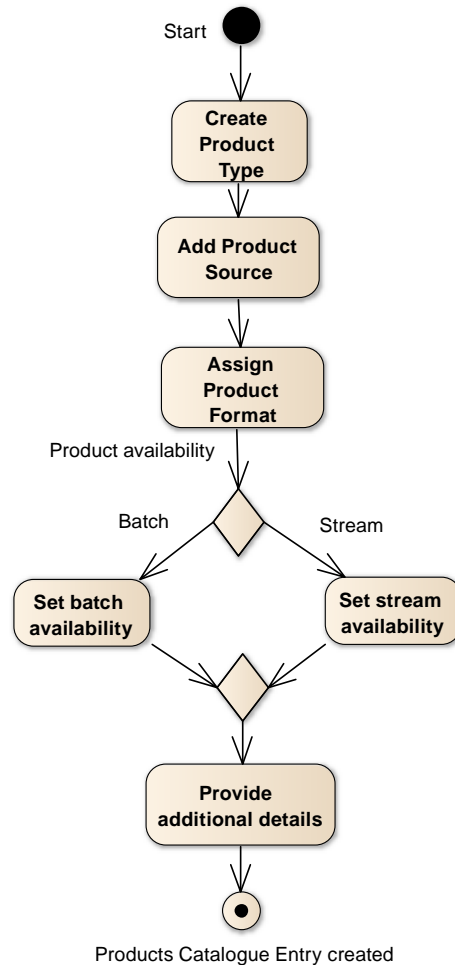 Start
Create
Product
Type
Add Product
Source
Assign
Product
Format
Product availability
Batch
Stream
Set batch
availability
Set stream
availability
Provide
additional details
Products Catalogue Entry created